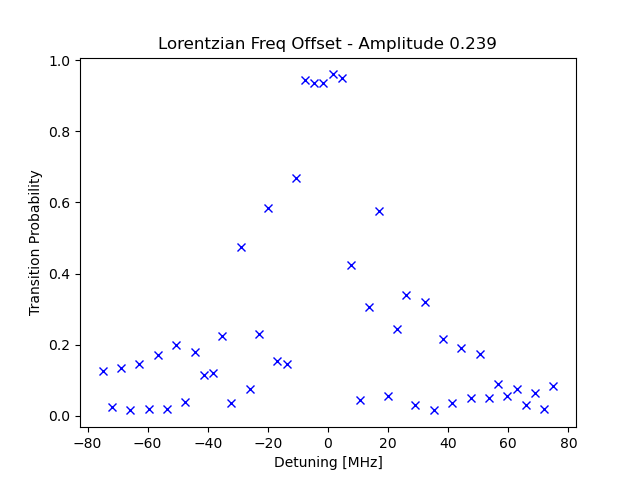 Lorentzian Freq Offset - Amplitude 0.239
1.0
0.8
0.6
0.4
0.2
0.0
Transition Probability
−80 −60 −40 −20 0 20 40 60 80
Detuning [MHz]